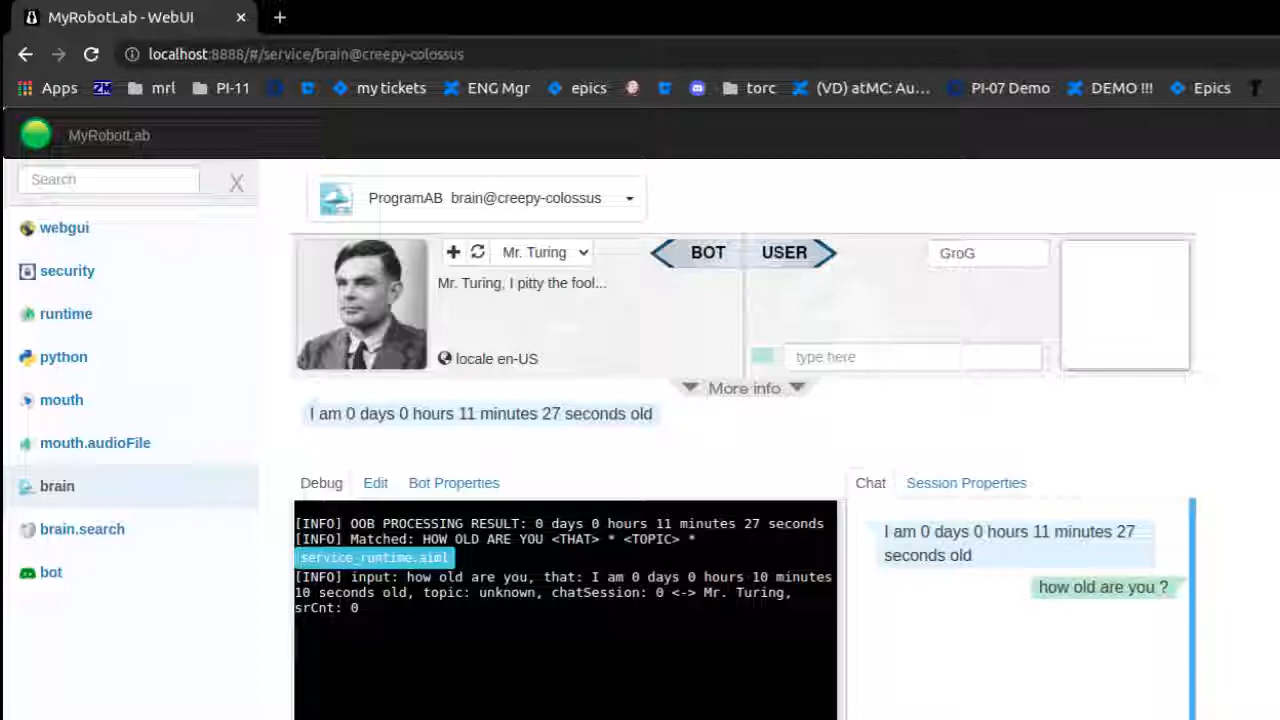 MyRobotLab - WebUI
localhost:8888/#/service/brain@creepy-colossus
Apps mrl PI-11 my tickets ENG Mgr epics torc (VD) atMC: Au... PI-07 Demo DEMO !!! Epics
MyRobotLab
Search X
webgui
security
runtime
python
mouth
mouth.audioFile
brain
brain.search
bot
ProgramAB brain@creepy-colossus
Mr. Turing
BOT USER
GroG
Mr. Turing, I pitty the fool...
locale en-US
type here
More info
I am 0 days 0 hours 11 minutes 27 seconds old
Debug Edit Bot Properties
[INFO] OOB PROCESSING RESULT: 0 days 0 hours 11 minutes 27 seconds
[INFO] Matched: HOW OLD ARE YOU <THAT> * <TOPIC> *
service_runtime.aiml
[INFO] input: how old are you, that: I am 0 days 0 hours 10 minutes
10 seconds old, topic: unknown, chatSession: 0 <-> Mr. Turing,
srCnt: 0
Chat Session Properties
I am 0 days 0 hours 11 minutes 27
seconds old
how old are you ?